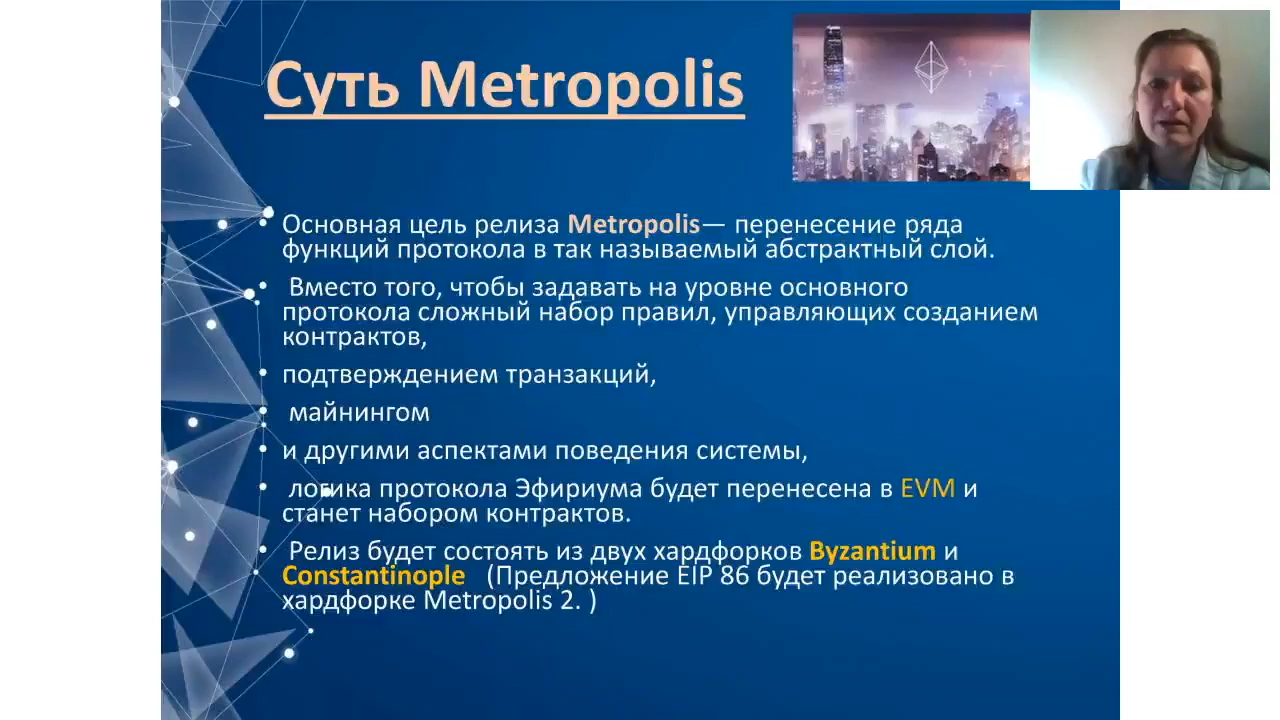 Суть Metropolis
• Основная цель релиза Metropolis— перенесение ряда
функций протокола в так называемый абстрактный слой.
• Вместо того, чтобы задавать на уровне основного
протокола сложный набор правил, управляющих созданием
контрактов,
• подтверждением транзакций,
• майнингом
• и другими аспектами поведения системы,
• логика протокола Эфириума будет перенесена в EVM и
станет набором контрактов.
• Релиз будет состоять из двух хардфорков Byzantium и
Constantinople (Предложение EIP 86 будет реализовано в
хардфорке Metropolis 2. )